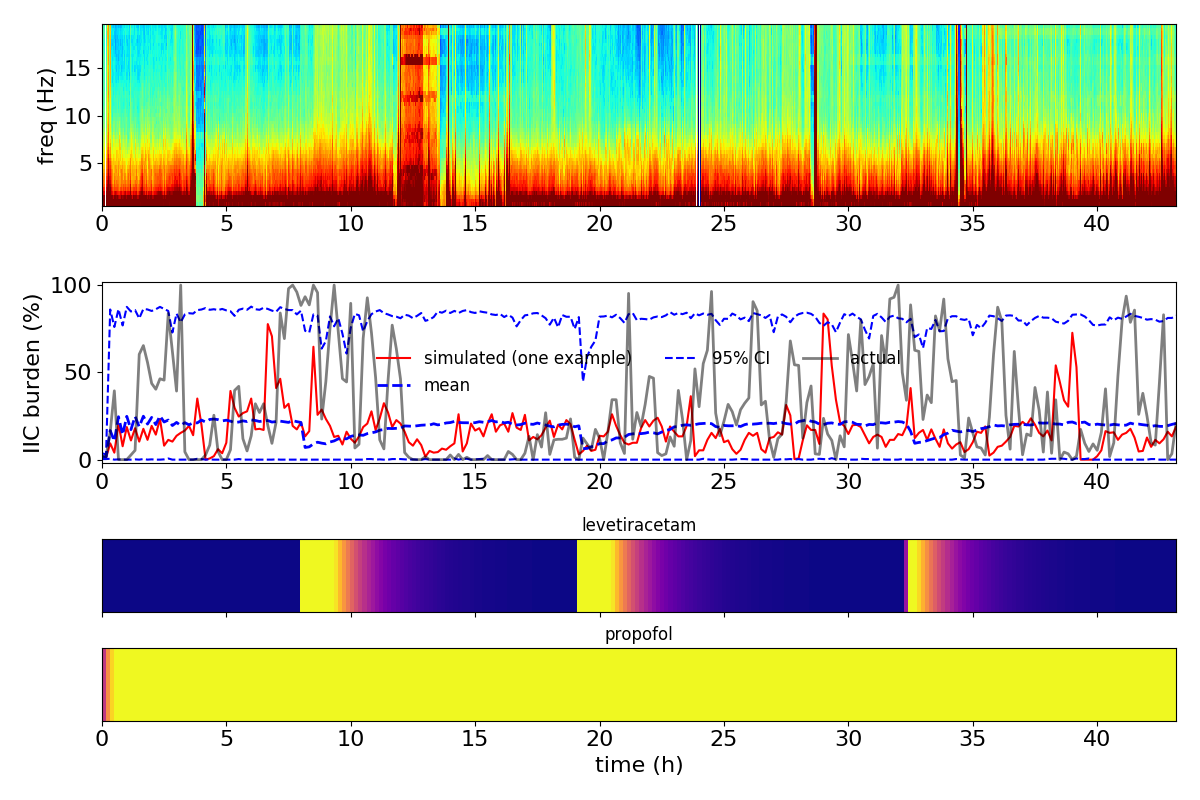 15
10
5
freq (Hz)
0 5 10 15 20 25 30 35 40
100
50
0
IIC burden (%)
simulated (one example) 95% CI actual
mean
0 5 10 15 20 25 30 35 40
levetiracetam
propofol
0 5 10 15 20 25 30 35 40
time (h)